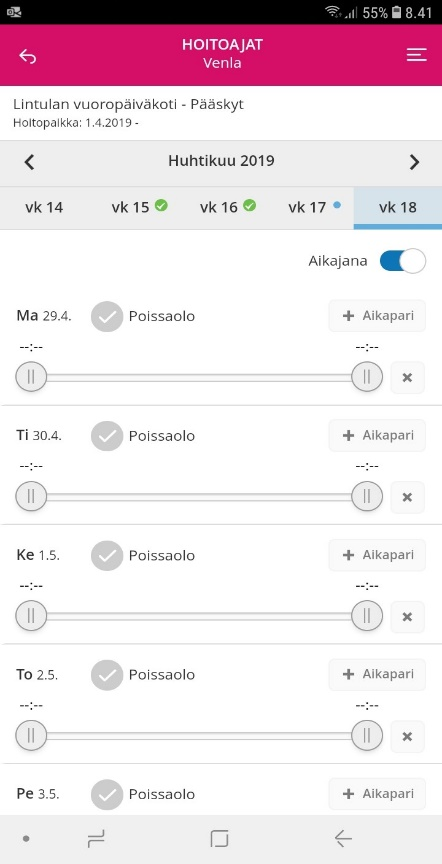 55% 8.41
HOITOAJAT
Venla
Lintulan vuoropäiväkoti - Pääskyt
Hoitopaikka: 1.4.2019 -
Huhtikuu 2019
vk 14 vk 15 vk 16 vk 17 vk 18
Aikajana
Ma 29.4. Poissaolo + Aikapari
--:-- --:--
Ti 30.4. Poissaolo + Aikapari
--:-- --:--
Ke 1.5. Poissaolo + Aikapari
--:-- --:--
To 2.5. Poissaolo + Aikapari
--:-- --:--
Pe 3.5. Poissaolo + Aikapari